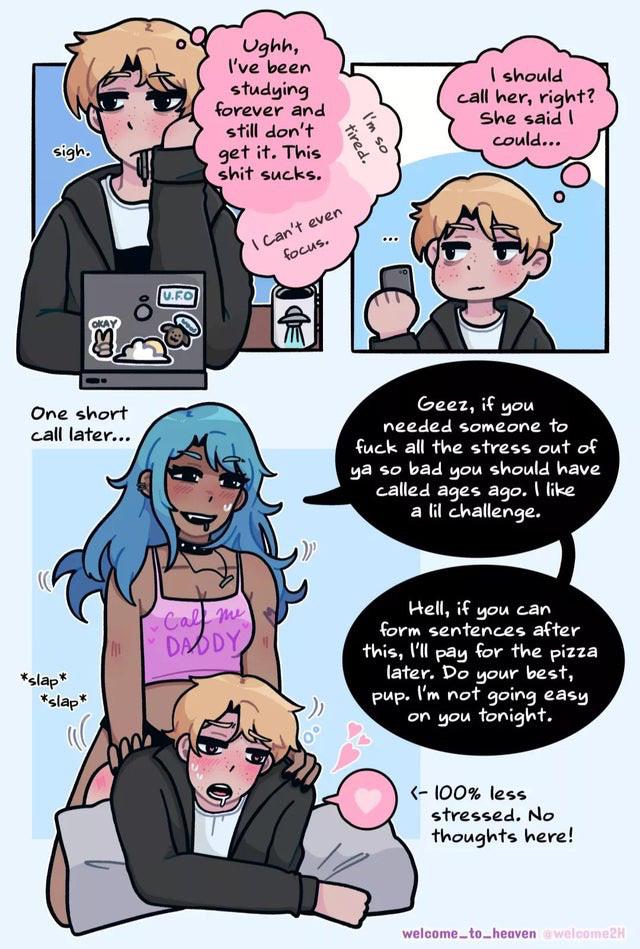 Ughh,
I've been
studying
forever and
still don't
get it. This
shit sucks.
I'm so
tired.
I can't even
focus.
sigh.
U.F.O
OKAY
I should
call her, right?
She said I
could...
...
One short
call later...
Geez, if you
needed someone to
fuck all the stress out of
ya so bad you should have
called ages ago. I like
a lil challenge.
Call me
DADDY
Hell, if you can
form sentences after
this, I'll pay for the pizza
later. Do your best,
pup. I'm not going easy
on you tonight.
*slap*
*slap*
<- 100% less
stressed. No
thoughts here!
welcome_to_heaven @welcome2H